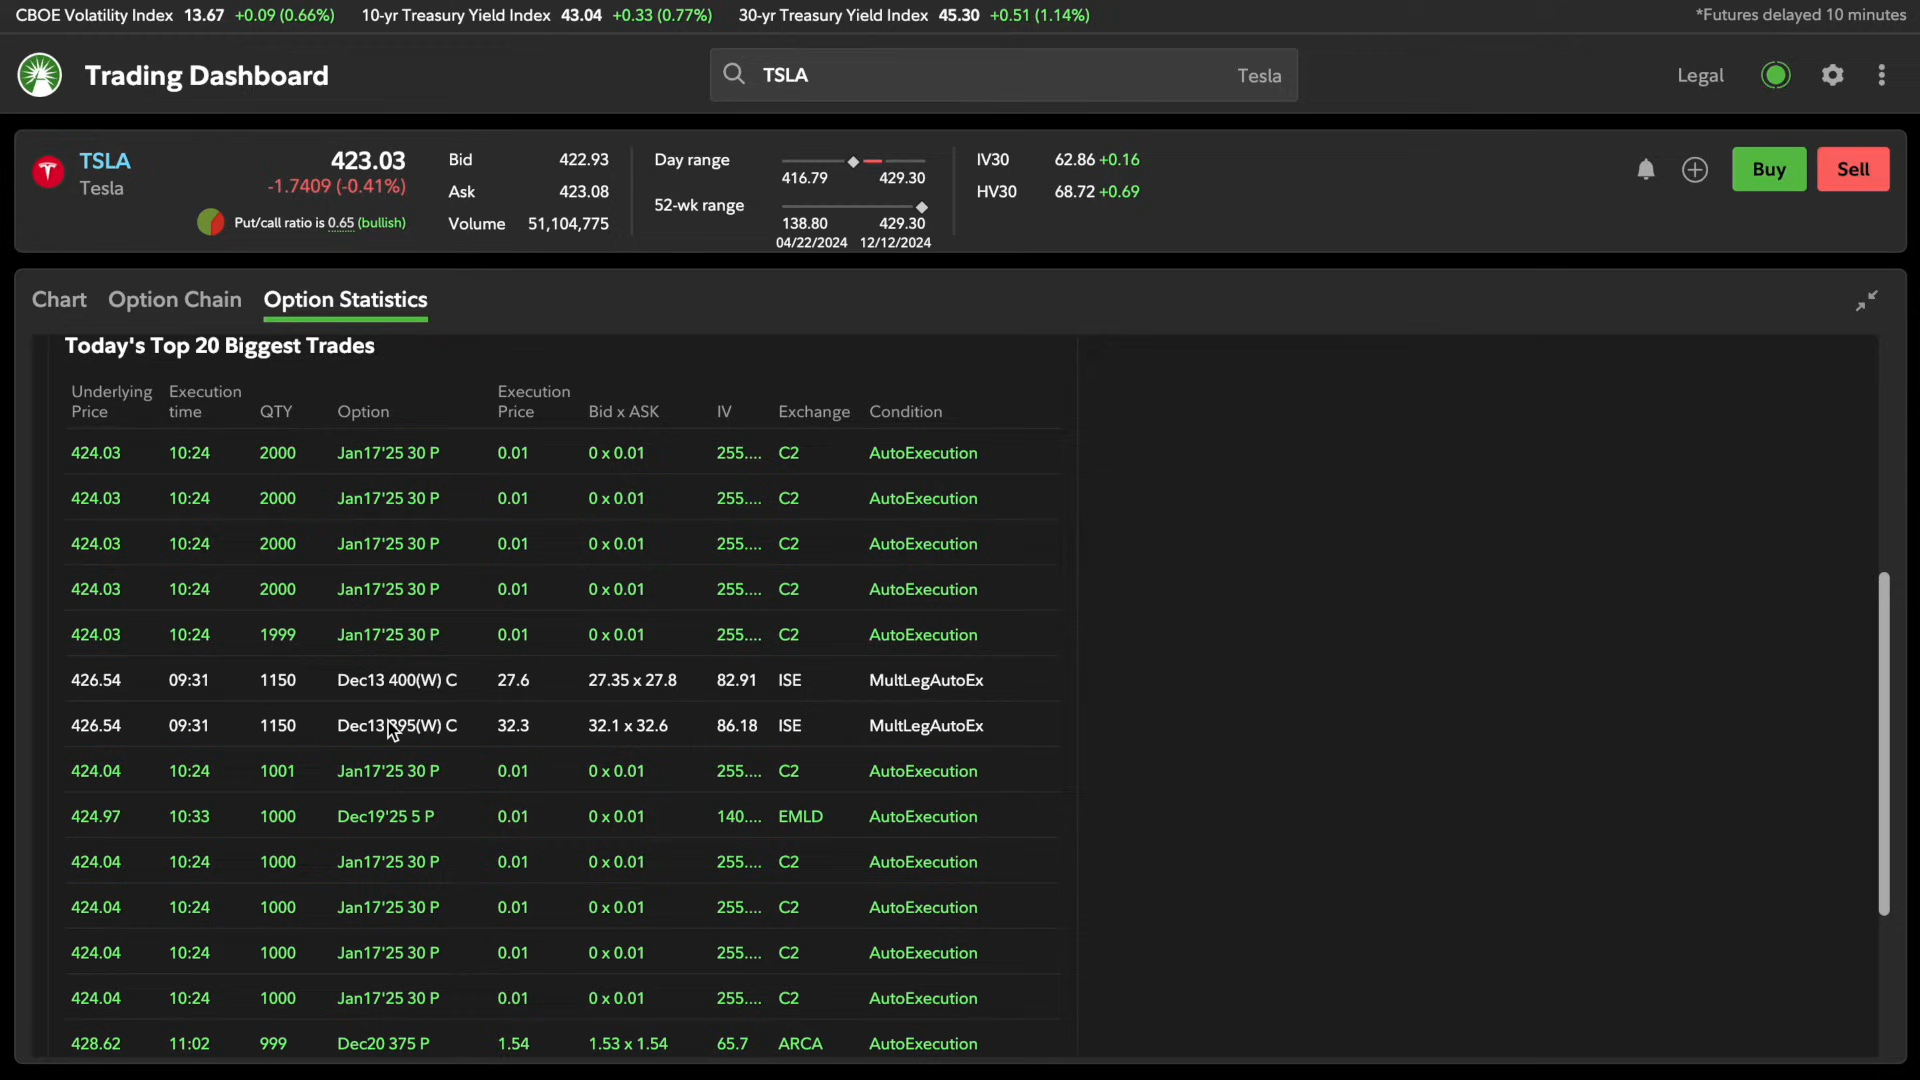 CBOE Volatility Index 13.67 +0.09 (0.66%) 10-yr Treasury Yield Index 43.04 +0.33 (0.77%) 30-yr Treasury Yield Index 45.30 +0.51 (1.14%) *Futures delayed 10 minutes
Trading Dashboard TSLA Tesla Legal
TSLA 423.03 Bid 422.93 Day range IV30 62.86 +0.16 Buy Sell
Tesla -1.7409 (-0.41%) Ask 423.08 416.79 429.30 HV30 68.72 +0.69
52-wk range
Put/call ratio is 0.65 (bullish) Volume 51,104,775 138.80 429.30
04/22/2024 12/12/2024
Chart Option Chain Option Statistics
Today's Top 20 Biggest Trades
Underlying Execution Execution
Price time QTY Option Price Bid x ASK IV Exchange Condition
424.03 10:24 2000 Jan17'25 30 P 0.01 0 x 0.01 255.... C2 AutoExecution
424.03 10:24 2000 Jan17'25 30 P 0.01 0 x 0.01 255.... C2 AutoExecution
424.03 10:24 2000 Jan17'25 30 P 0.01 0 x 0.01 255.... C2 AutoExecution
424.03 10:24 2000 Jan17'25 30 P 0.01 0 x 0.01 255.... C2 AutoExecution
424.03 10:24 1999 Jan17'25 30 P 0.01 0 x 0.01 255.... C2 AutoExecution
426.54 09:31 1150 Dec13 400(W) C 27.6 27.35 x 27.8 82.91 ISE MultLegAutoEx
426.54 09:31 1150 Dec13 395(W) C 32.3 32.1 x 32.6 86.18 ISE MultLegAutoEx
424.04 10:24 1001 Jan17'25 30 P 0.01 0 x 0.01 255.... C2 AutoExecution
424.97 10:33 1000 Dec19'25 5 P 0.01 0 x 0.01 140.... EMLD AutoExecution
424.04 10:24 1000 Jan17'25 30 P 0.01 0 x 0.01 255.... C2 AutoExecution
424.04 10:24 1000 Jan17'25 30 P 0.01 0 x 0.01 255.... C2 AutoExecution
424.04 10:24 1000 Jan17'25 30 P 0.01 0 x 0.01 255.... C2 AutoExecution
424.04 10:24 1000 Jan17'25 30 P 0.01 0 x 0.01 255.... C2 AutoExecution
428.62 11:02 999 Dec20 375 P 1.54 1.53 x 1.54 65.7 ARCA AutoExecution